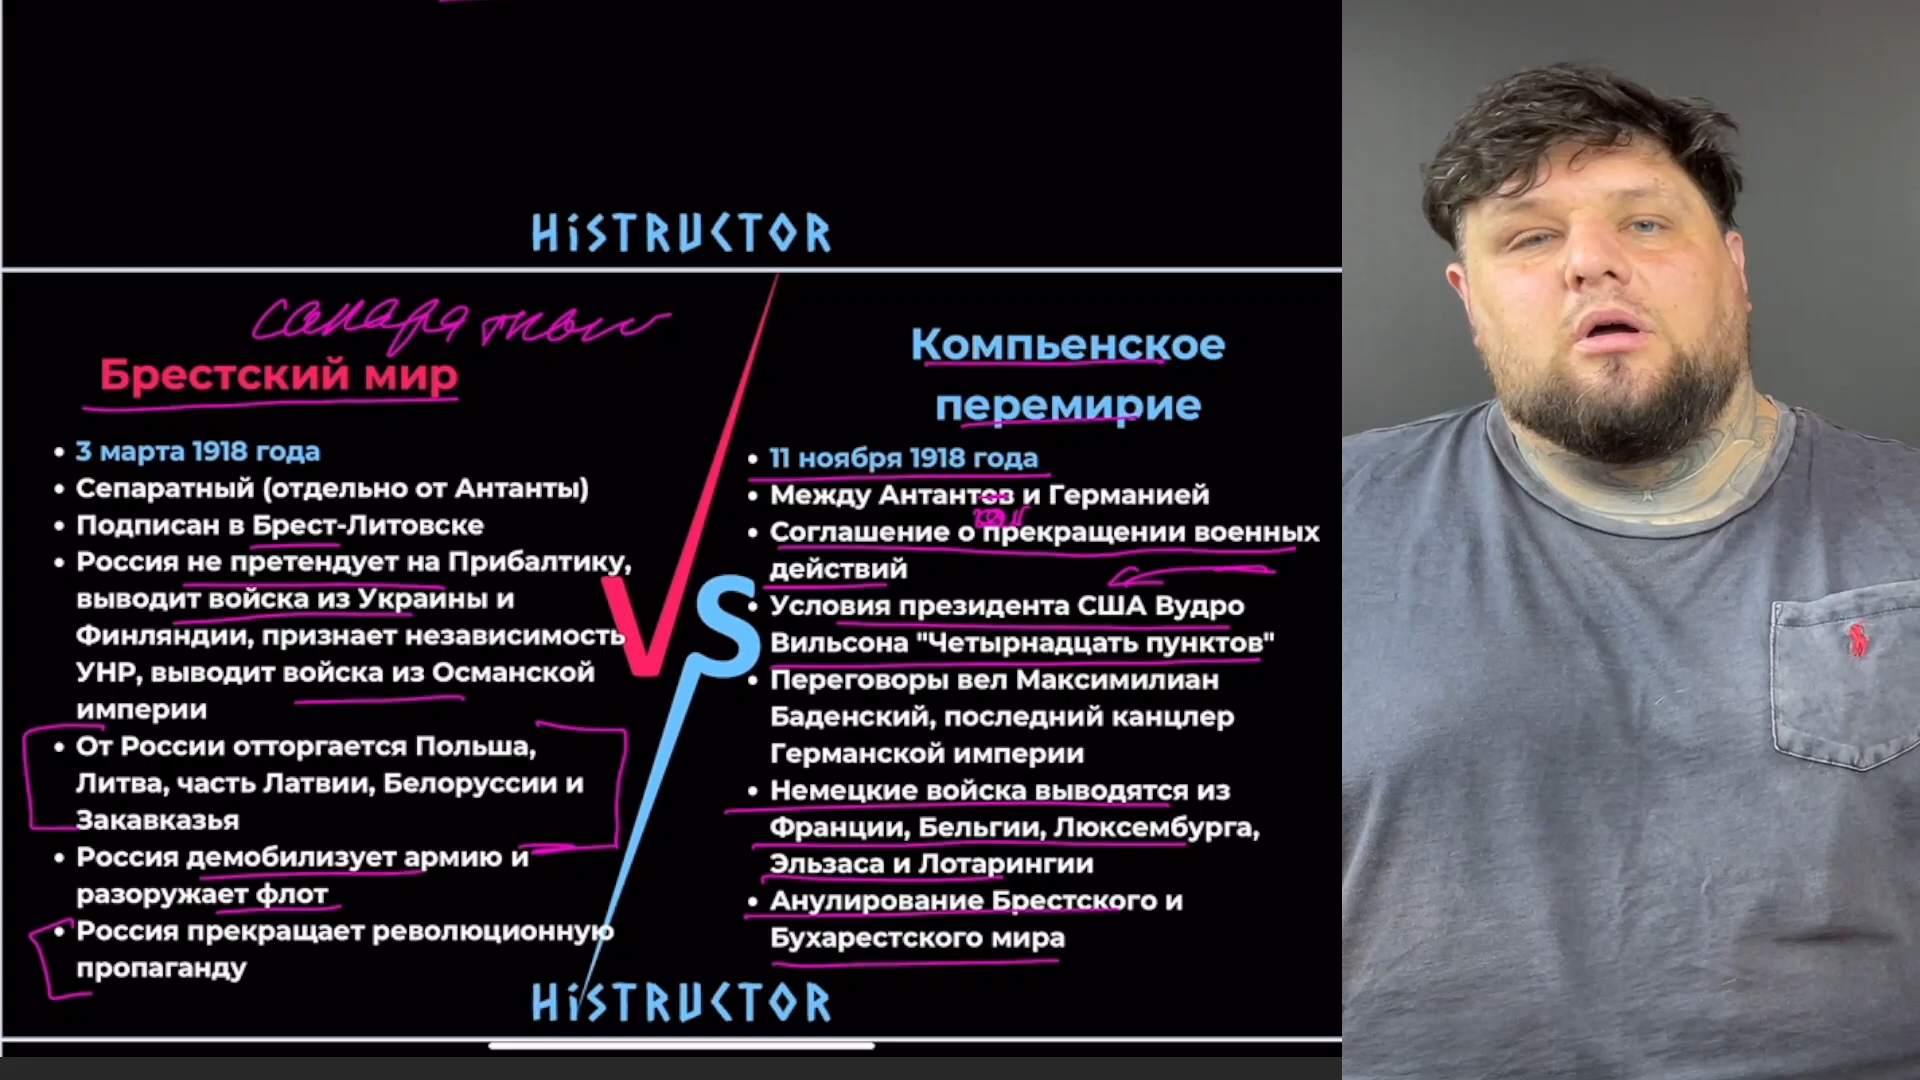 HiSTRUCTOR
сепаратный
Брестский мир
3 марта 1918 года
Сепаратный (отдельно от Антанты)
Подписан в Брест-Литовске
Россия не претендует на Прибалтику,
выводит войска из Украины и
Финляндии, признает независимость
УНР, выводит войска из Османской
империи
От России отторгается Польша,
Литва, часть Латвии, Белоруссии и
Закавказья
Россия демобилизует армию и
разоружает флот
Россия прекращает революционную
пропаганду
VS
Компьенское
перемирие
11 ноября 1918 года
Между Антантов и Германией
Соглашение о прекращении военных
действий
Условия президента США Вудро
Вильсона "Четырнадцать пунктов"
Переговоры вел Максимилиан
Баденский, последний канцлер
Германской империи
Немецкие войска выводятся из
Франции, Бельгии, Люксембурга,
Эльзаса и Лотарингии
Анулирование Брестского и
Бухарестского мира
HiSTRUCTOR